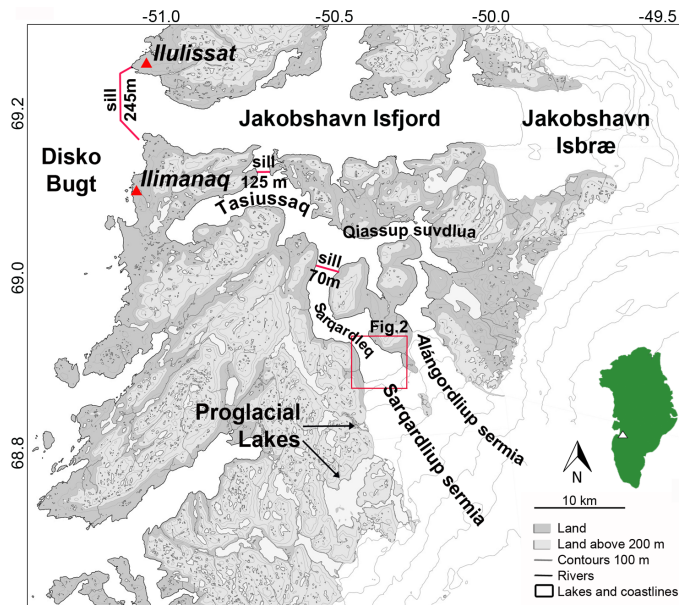 -51.0 -50.5 -50.0 -49.5
Ilulissat
69.2
sill
245m
Jakobshavn Isfjord
Jakobshavn
Isbræ
Disko
Bugt
Ilimanaq
sill
125 m
Tasiussaq
Qiassup suvdlua
69.0
sill
70m
Sarqardleq
Fig.2
Alángordliup sermia
Sarqardliup sermia
Proglacial
Lakes
68.8
N
10 km
Land
Land above 200 m
Contours 100 m
Rivers
Lakes and coastlines